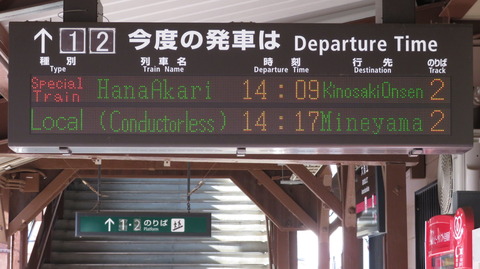 ↑ 1 2 今度の発車は Departure Time
種別 列車名 時刻 行先 のりば
Type Train Name Departure Time Destination Track
Special Train HanaAkari 14:09 KinosakiOnsen 2
Local (Conductorless) 14:17 Mineyama 2
↑ 1・2 のりば
Platform